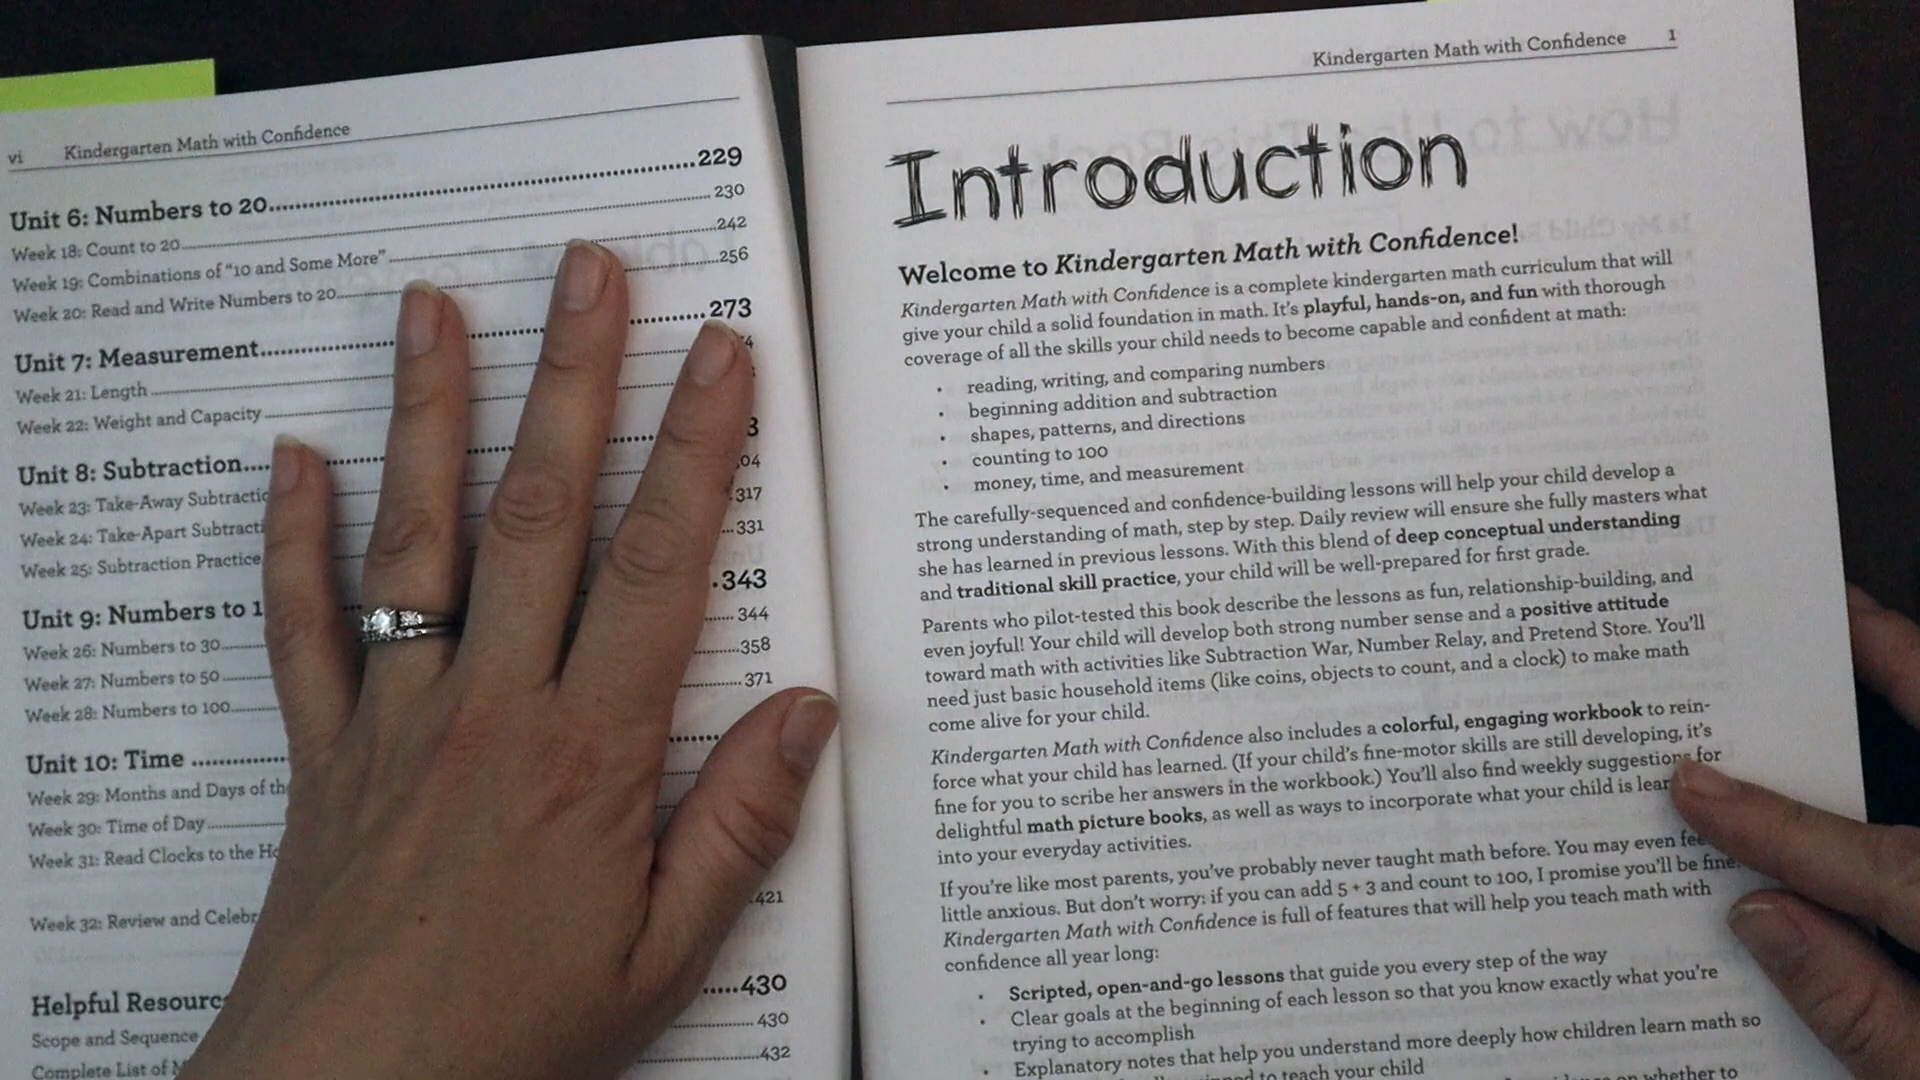 vi Kindergarten Math with Confidence
Unit 6: Numbers to 20 229
Week 18: Count to 20 230
Week 19: Combinations of "10 and Some More" 242
Week 20: Read and Write Numbers to 20 256
Unit 7: Measurement 273
Week 21: Length
Week 22: Weight and Capacity
Unit 8: Subtraction
Week 23: Take-Away 317
Week 24: Take-Apart 331
Week 25: Subtraction Practice
Unit 9: Numbers to 343
Week 26: Numbers to 30 344
Week 27: Numbers to 50 358
Week 28: Numbers to 100 371
Unit 10: Time
Week 29: Months and Days of
Week 30: Time of Day
Week 31: Read Clocks to the
Week 32: Review and 421
Helpful 430
Scope and Sequence 430
Complete List of 432
Kindergarten Math with Confidence 1
Introduction
Welcome to Kindergarten Math with Confidence!
Kindergarten Math with Confidence is a complete kindergarten math curriculum that will
give your child a solid foundation in math. It's playful, hands-on, and fun with thorough
coverage of all the skills your child needs to become capable and confident at math:
• reading, writing, and comparing numbers
• beginning addition and subtraction
• shapes, patterns, and directions
• counting to 100
• money, time, and measurement
The carefully-sequenced and confidence-building lessons will help your child develop a
strong understanding of math, step by step. Daily review will ensure she fully masters what
she has learned in previous lessons. With this blend of deep conceptual understanding
and traditional skill practice, your child will be well-prepared for first grade.
Parents who pilot-tested this book describe the lessons as fun, relationship-building, and
even joyful! Your child will develop both strong number sense and a positive attitude
toward math with activities like Subtraction War, Number Relay, and Pretend Store. You'll
need just basic household items (like coins, objects to count, and a clock) to make math
come alive for your child.
Kindergarten Math with Confidence also includes a colorful, engaging workbook to rein-
force what your child has learned. (If your child's fine-motor skills are still developing, it's
fine for you to scribe her answers in the workbook.) You'll also find weekly suggestions for
delightful math picture books, as well as ways to incorporate what your child is
into your everyday activities.
If you're like most parents, you've probably never taught math before. You may even
little anxious. But don't worry: if you can add 5 + 3 and count to 100, I promise you'll be fine.
Kindergarten Math with Confidence is full of features that will help you teach math with
confidence all year long:
• Scripted, open-and-go lessons that guide you every step of the way
• Clear goals at the beginning of each lesson so that you know exactly what you're
trying to accomplish
• Explanatory notes that help you understand more deeply how children learn math so
to teach your child
on whether to